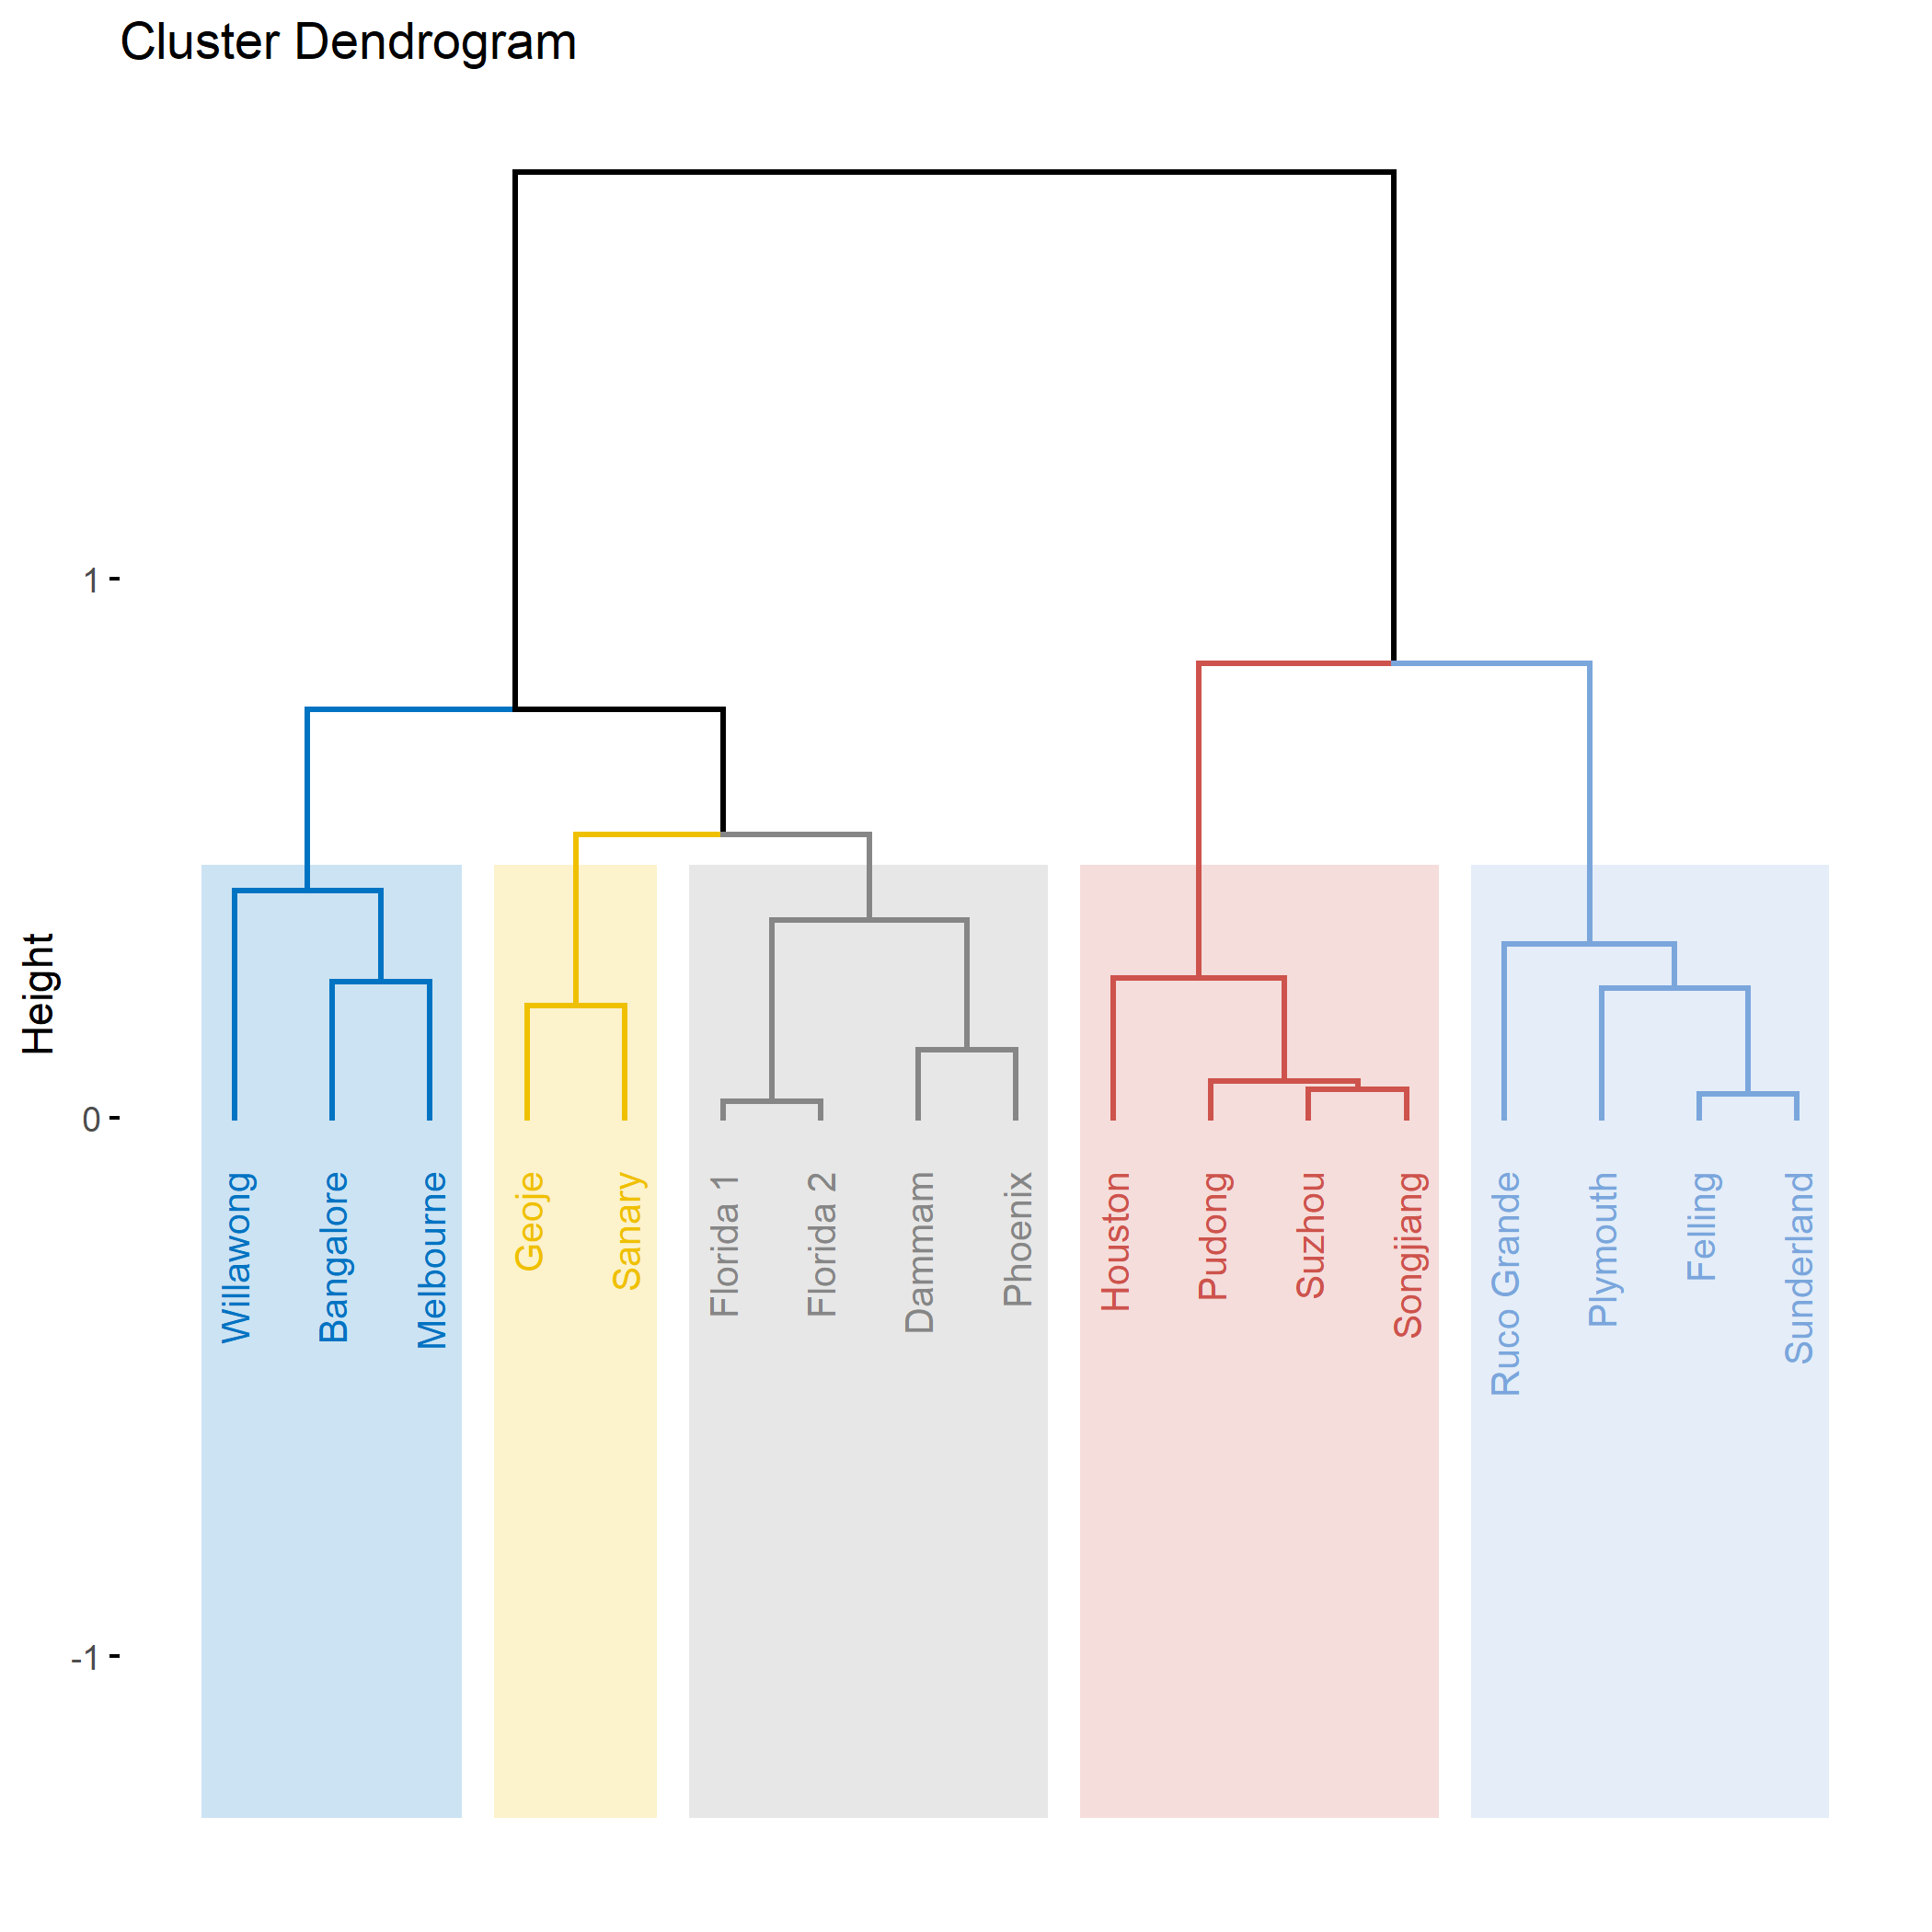 Cluster Dendrogram
1
0
-1
Height
Willawong
Bangalore
Melbourne
Geoje
Sanary
Florida 1
Florida 2
Dammam
Phoenix
Houston
Pudong
Suzhou
Songjiang
Ruco Grande
Plymouth
Felling
Sunderland